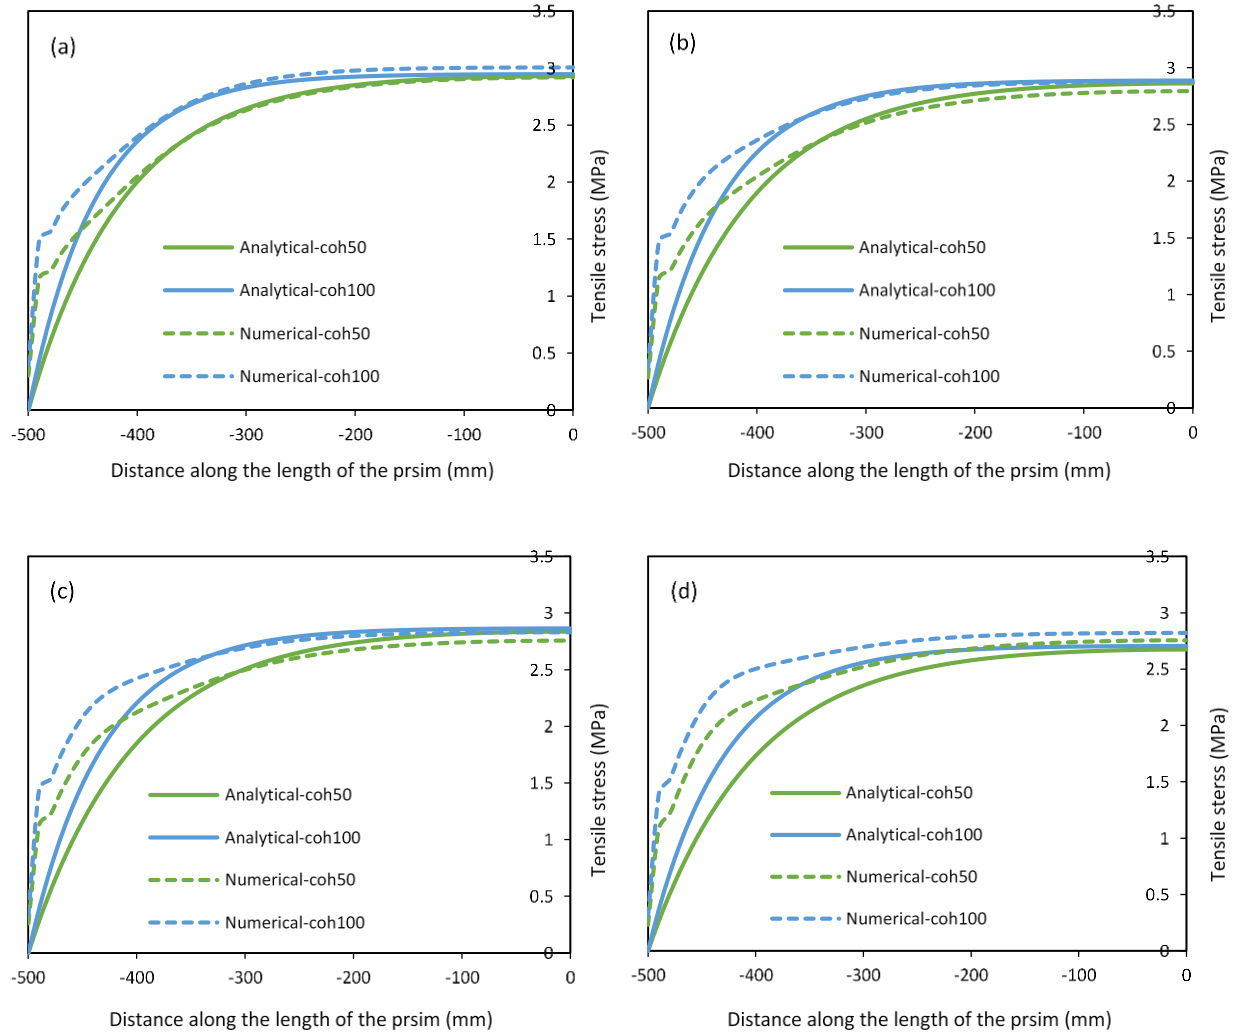 (a)
3.5
3
2.5
2
1.5
1
0.5
0
Tensile stress (MPa)
Analytical-coh50
Analytical-coh100
Numerical-coh50
Numerical-coh100
-500 -400 -300 -200 -100 0
Distance along the length of the prsim (mm)
(b)
3.5
3
2.5
2
1.5
1
0.5
0
Tensile stress (MPa)
Analytical-coh50
Analytical-coh100
Numerical-coh50
Numerical-coh100
-500 -400 -300 -200 -100 0
Distance along the length of the prsim (mm)
(c)
3.5
3
2.5
2
1.5
1
0.5
0
Tensile stress (MPa)
Analytical-coh50
Analytical-coh100
Numerical-coh50
Numerical-coh100
-500 -400 -300 -200 -100 0
Distance along the length of the prsim (mm)
(d)
3.5
3
2.5
2
1.5
1
0.5
0
Tensile sterss (MPa)
Analytical-coh50
Analytical-coh100
Numerical-coh50
Numerical-coh100
-500 -400 -300 -200 -100 0
Distance along the length of the prsim (mm)